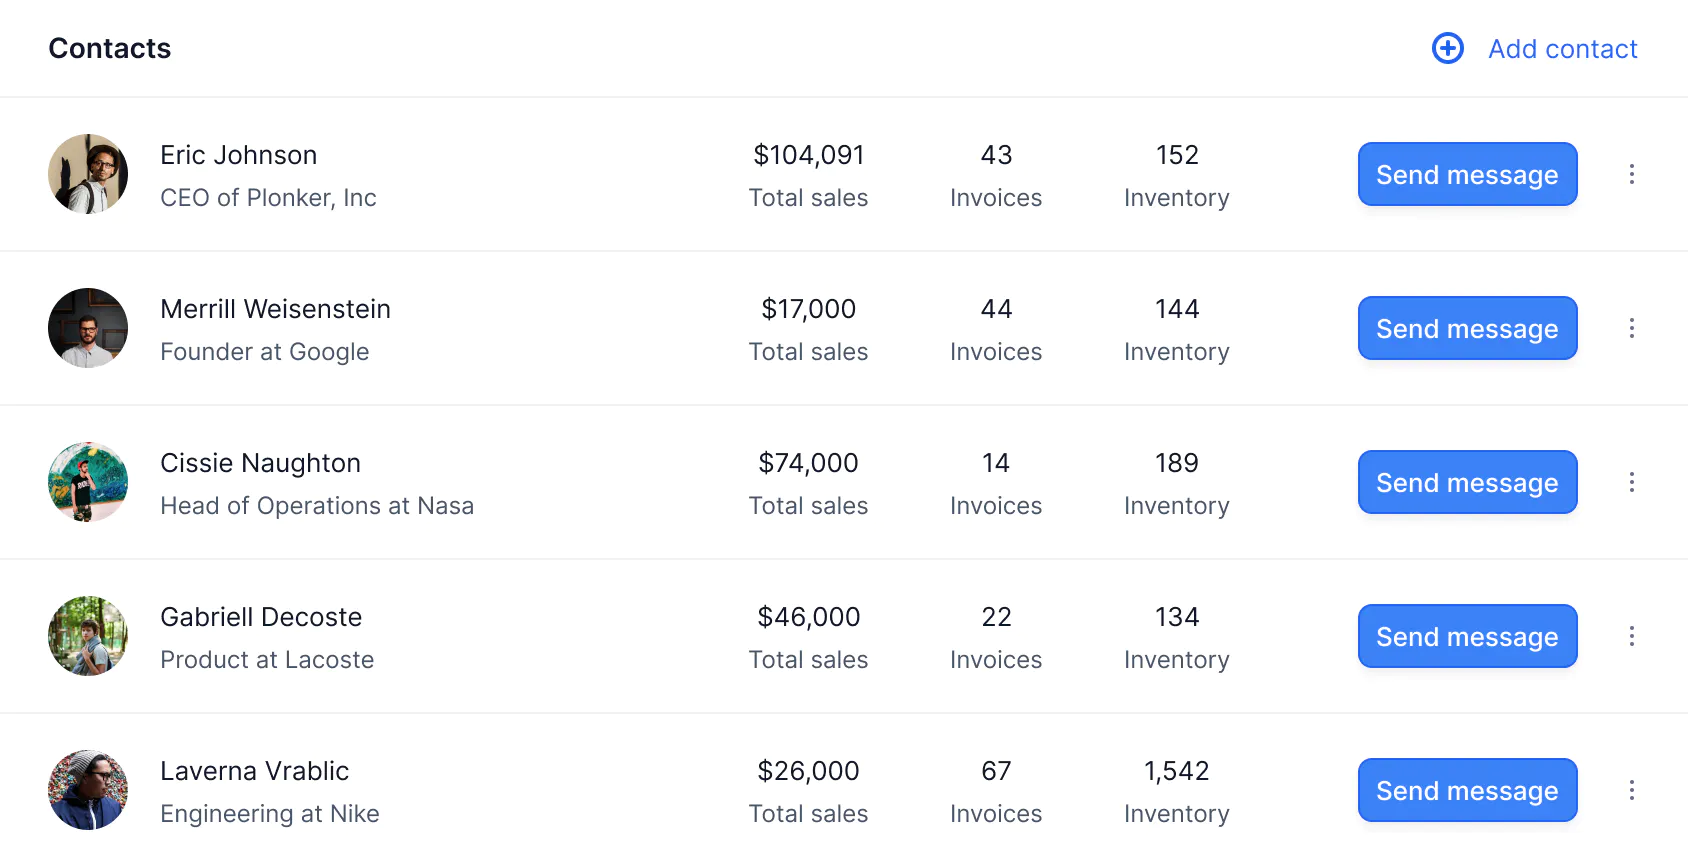 Contacts
Add contact
Eric Johnson
CEO of Plonker, Inc
$104,091
Total sales
43
Invoices
152
Inventory
Send message
Merrill Weisenstein
Founder at Google
$17,000
Total sales
44
Invoices
144
Inventory
Send message
Cissie Naughton
Head of Operations at Nasa
$74,000
Total sales
14
Invoices
189
Inventory
Send message
Gabriell Decoste
Product at Lacoste
$46,000
Total sales
22
Invoices
134
Inventory
Send message
Laverna Vrablic
Engineering at Nike
$26,000
Total sales
67
Invoices
1,542
Inventory
Send message